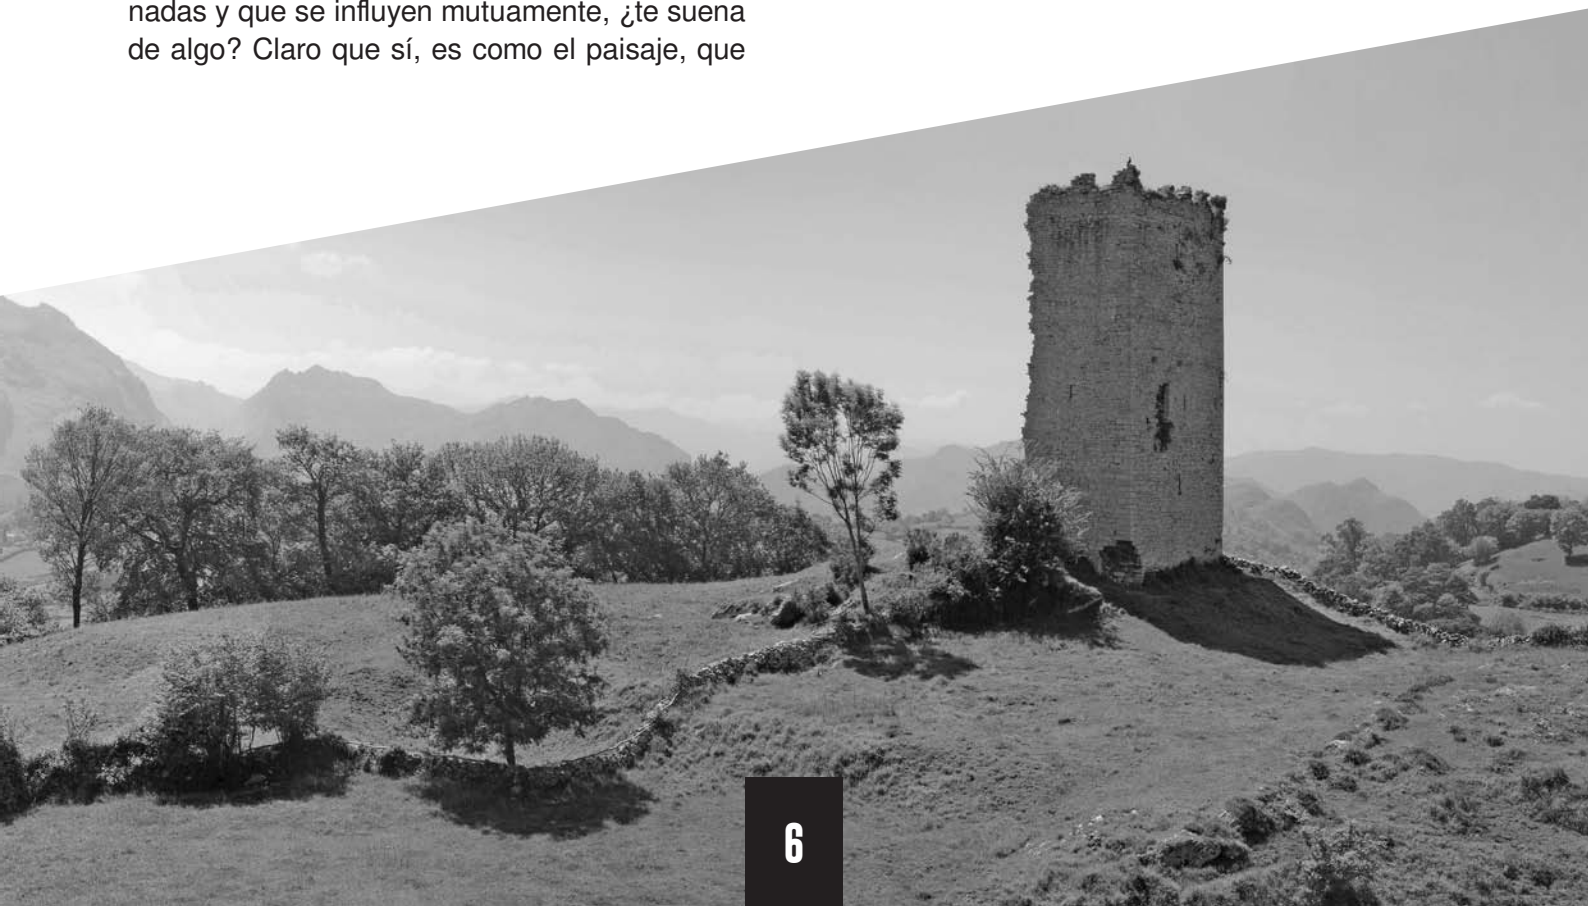 nadas y que se influyen mutuamente, ¿te suena
de algo? Claro que sí, es como el paisaje, que
6